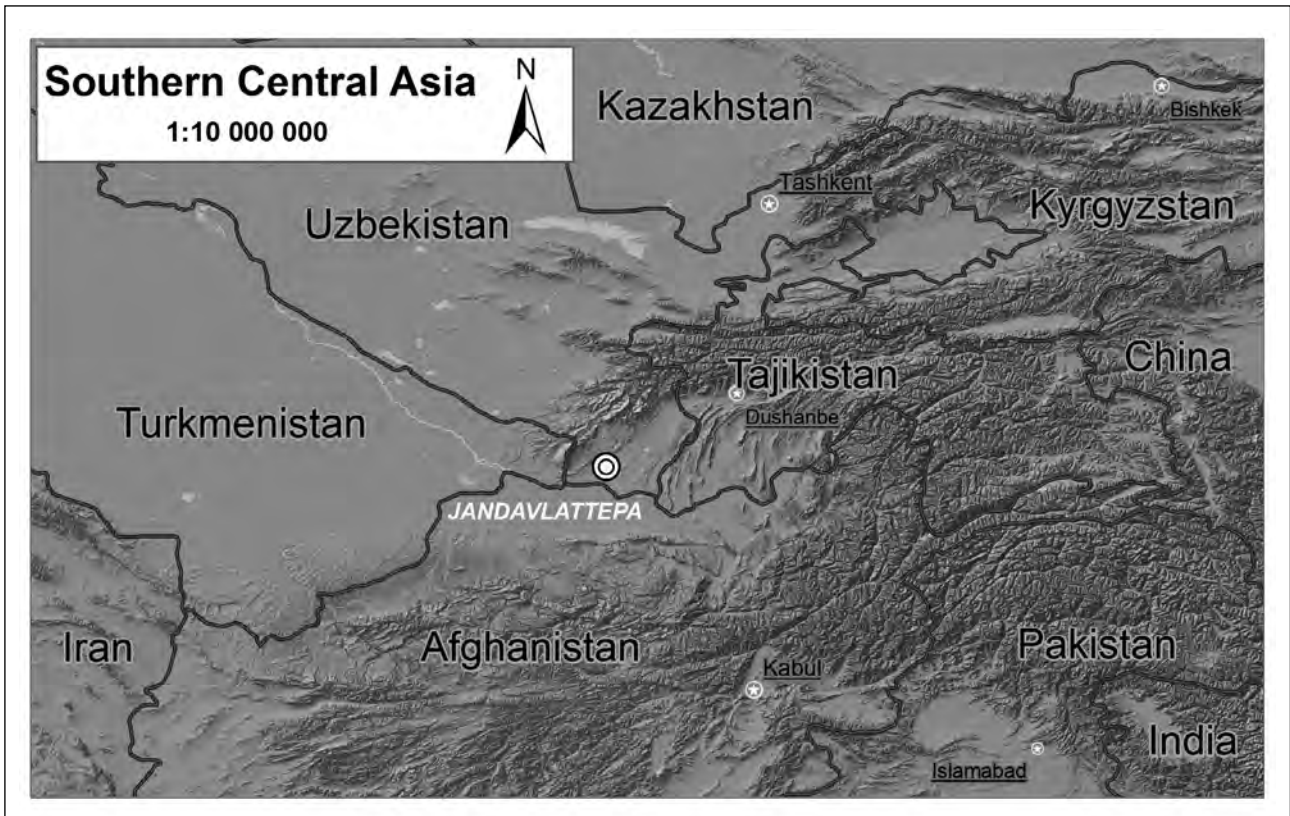 Southern Central Asia
N
1:10 000 000
Kazakhstan
Bishkek
Tashkent
Kyrgyzstan
Uzbekistan
China
Tajikistan
Dushanbe
Turkmenistan
JANDAVLATTEPA
Iran
Afghanistan
Pakistan
Kabul
India
Islamabad